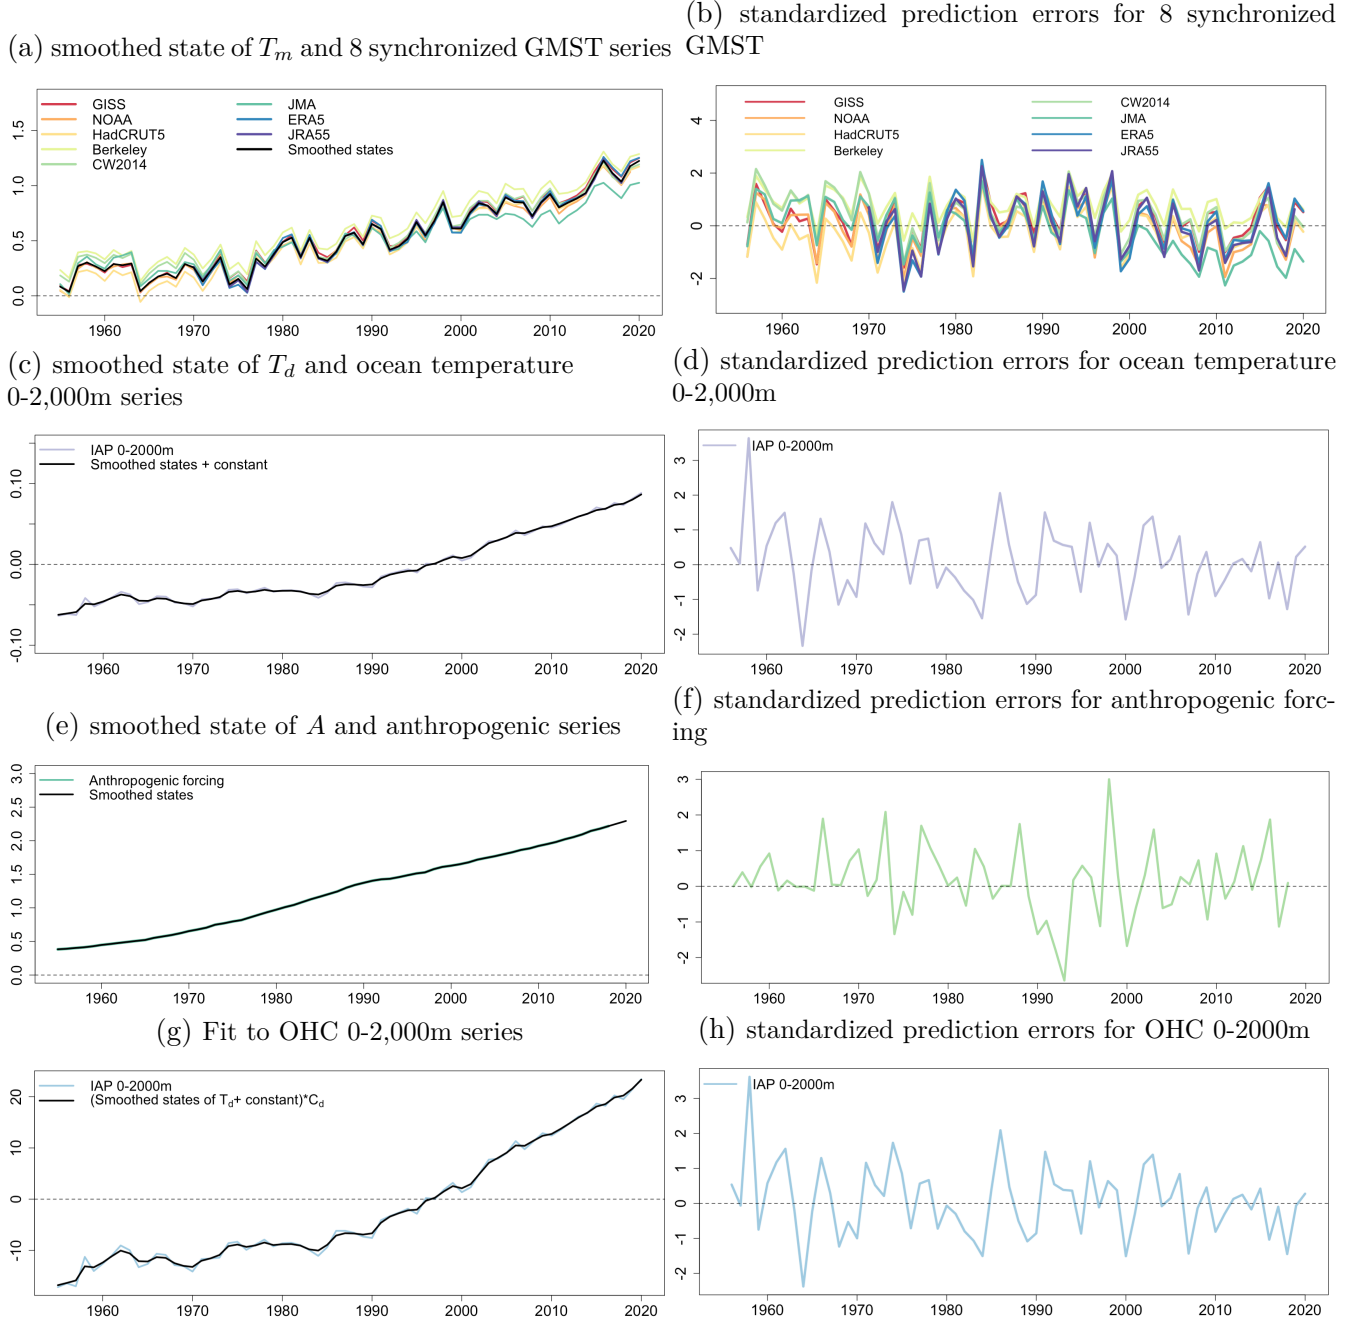 (a) smoothed state of T_m and 8 synchronized GMST series
(b) standardized prediction errors for 8 synchronized
GMST
GISS
NOAA
HadCRUT5
Berkeley
CW2014
JMA
ERA5
JRA55
Smoothed states
0.0
0.5
1.0
1.5
1960
1970
1980
1990
2000
2010
2020
GISS
NOAA
HadCRUT5
Berkeley
CW2014
JMA
ERA5
JRA55
-2
0
2
4
1960
1970
1980
1990
2000
2010
2020
(c) smoothed state of T_d and ocean temperature
0-2,000m series
(d) standardized prediction errors for ocean temperature
0-2,000m
IAP 0-2000m
Smoothed states + constant
-0.10
0.00
0.10
1960
1970
1980
1990
2000
2010
2020
IAP 0-2000m
-2
-1
0
1
2
3
1960
1970
1980
1990
2000
2010
2020
(e) smoothed state of A and anthropogenic series
(f) standardized prediction errors for anthropogenic forc-
ing
Anthropogenic forcing
Smoothed states
0.0
0.5
1.0
1.5
2.0
2.5
3.0
1960
1970
1980
1990
2000
2010
2020
-2
-1
0
1
2
3
1960
1970
1980
1990
2000
2010
2020
(g) Fit to OHC 0-2,000m series
(h) standardized prediction errors for OHC 0-2000m
IAP 0-2000m
(Smoothed states of T_d+ constant)*C_d
-10
0
10
20
1960
1970
1980
1990
2000
2010
2020
IAP 0-2000m
-2
-1
0
1
2
3
1960
1970
1980
1990
2000
2010
2020